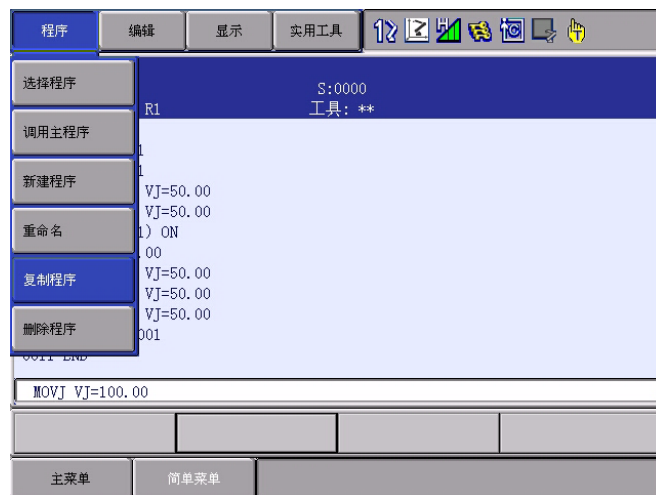 程序 编辑 显示 实用工具
选择程序
S:0000
R1 工具: **
调用主程序
1
1
新建程序
VJ=50.00
VJ=50.00
重命名
1) ON
.00
复制程序
VJ=50.00
VJ=50.00
VJ=50.00
删除程序
001
0011 END
MOVJ VJ=100.00
主菜单 简单菜单